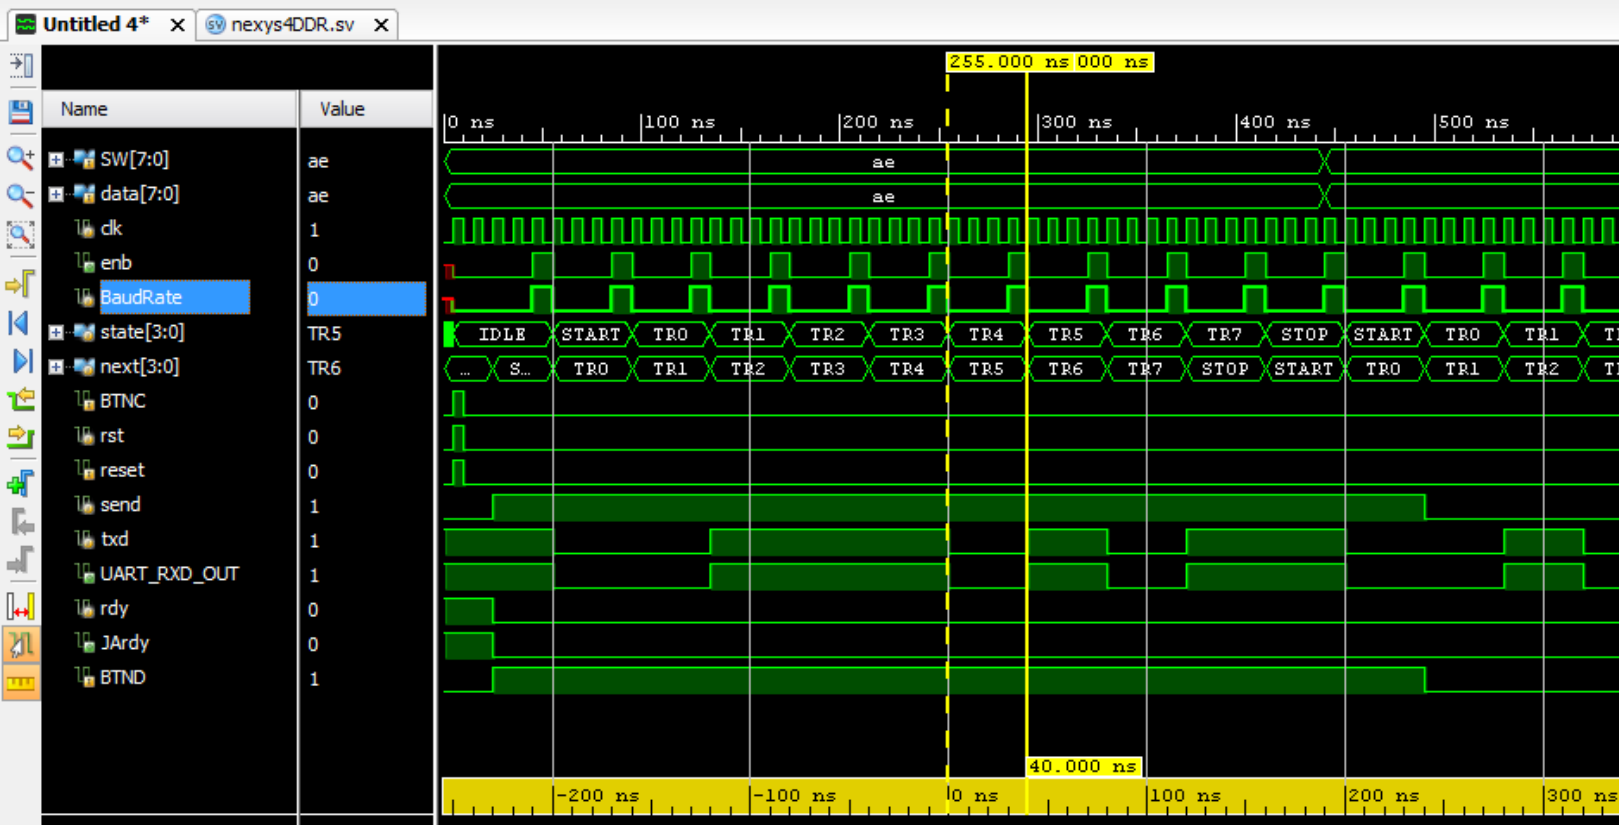 Untitled 4* nexys4DDR.sv
255.000 ns 000 ns
Name Value
0 ns 100 ns 200 ns 300 ns 400 ns 500 ns
SW[7:0] ae ae
data[7:0] ae ae
clk 1
enb 0
BaudRate 0
state[3:0] TR5 IDLE START TR0 TR1 TR2 TR3 TR4 TR5 TR6 TR7 STOP START TR0 TR1
next[3:0] TR6 ... S... TR0 TR1 TR2 TR3 TR4 TR5 TR6 TR7 STOP START TR0 TR1 TR2
BTNC 0
rst 0
reset 0
send 1
txd 1
UART_RXD_OUT 1
rdy 0
JArdy 0
BTND 1
40.000 ns
-200 ns -100 ns 0 ns 100 ns 200 ns 300 ns